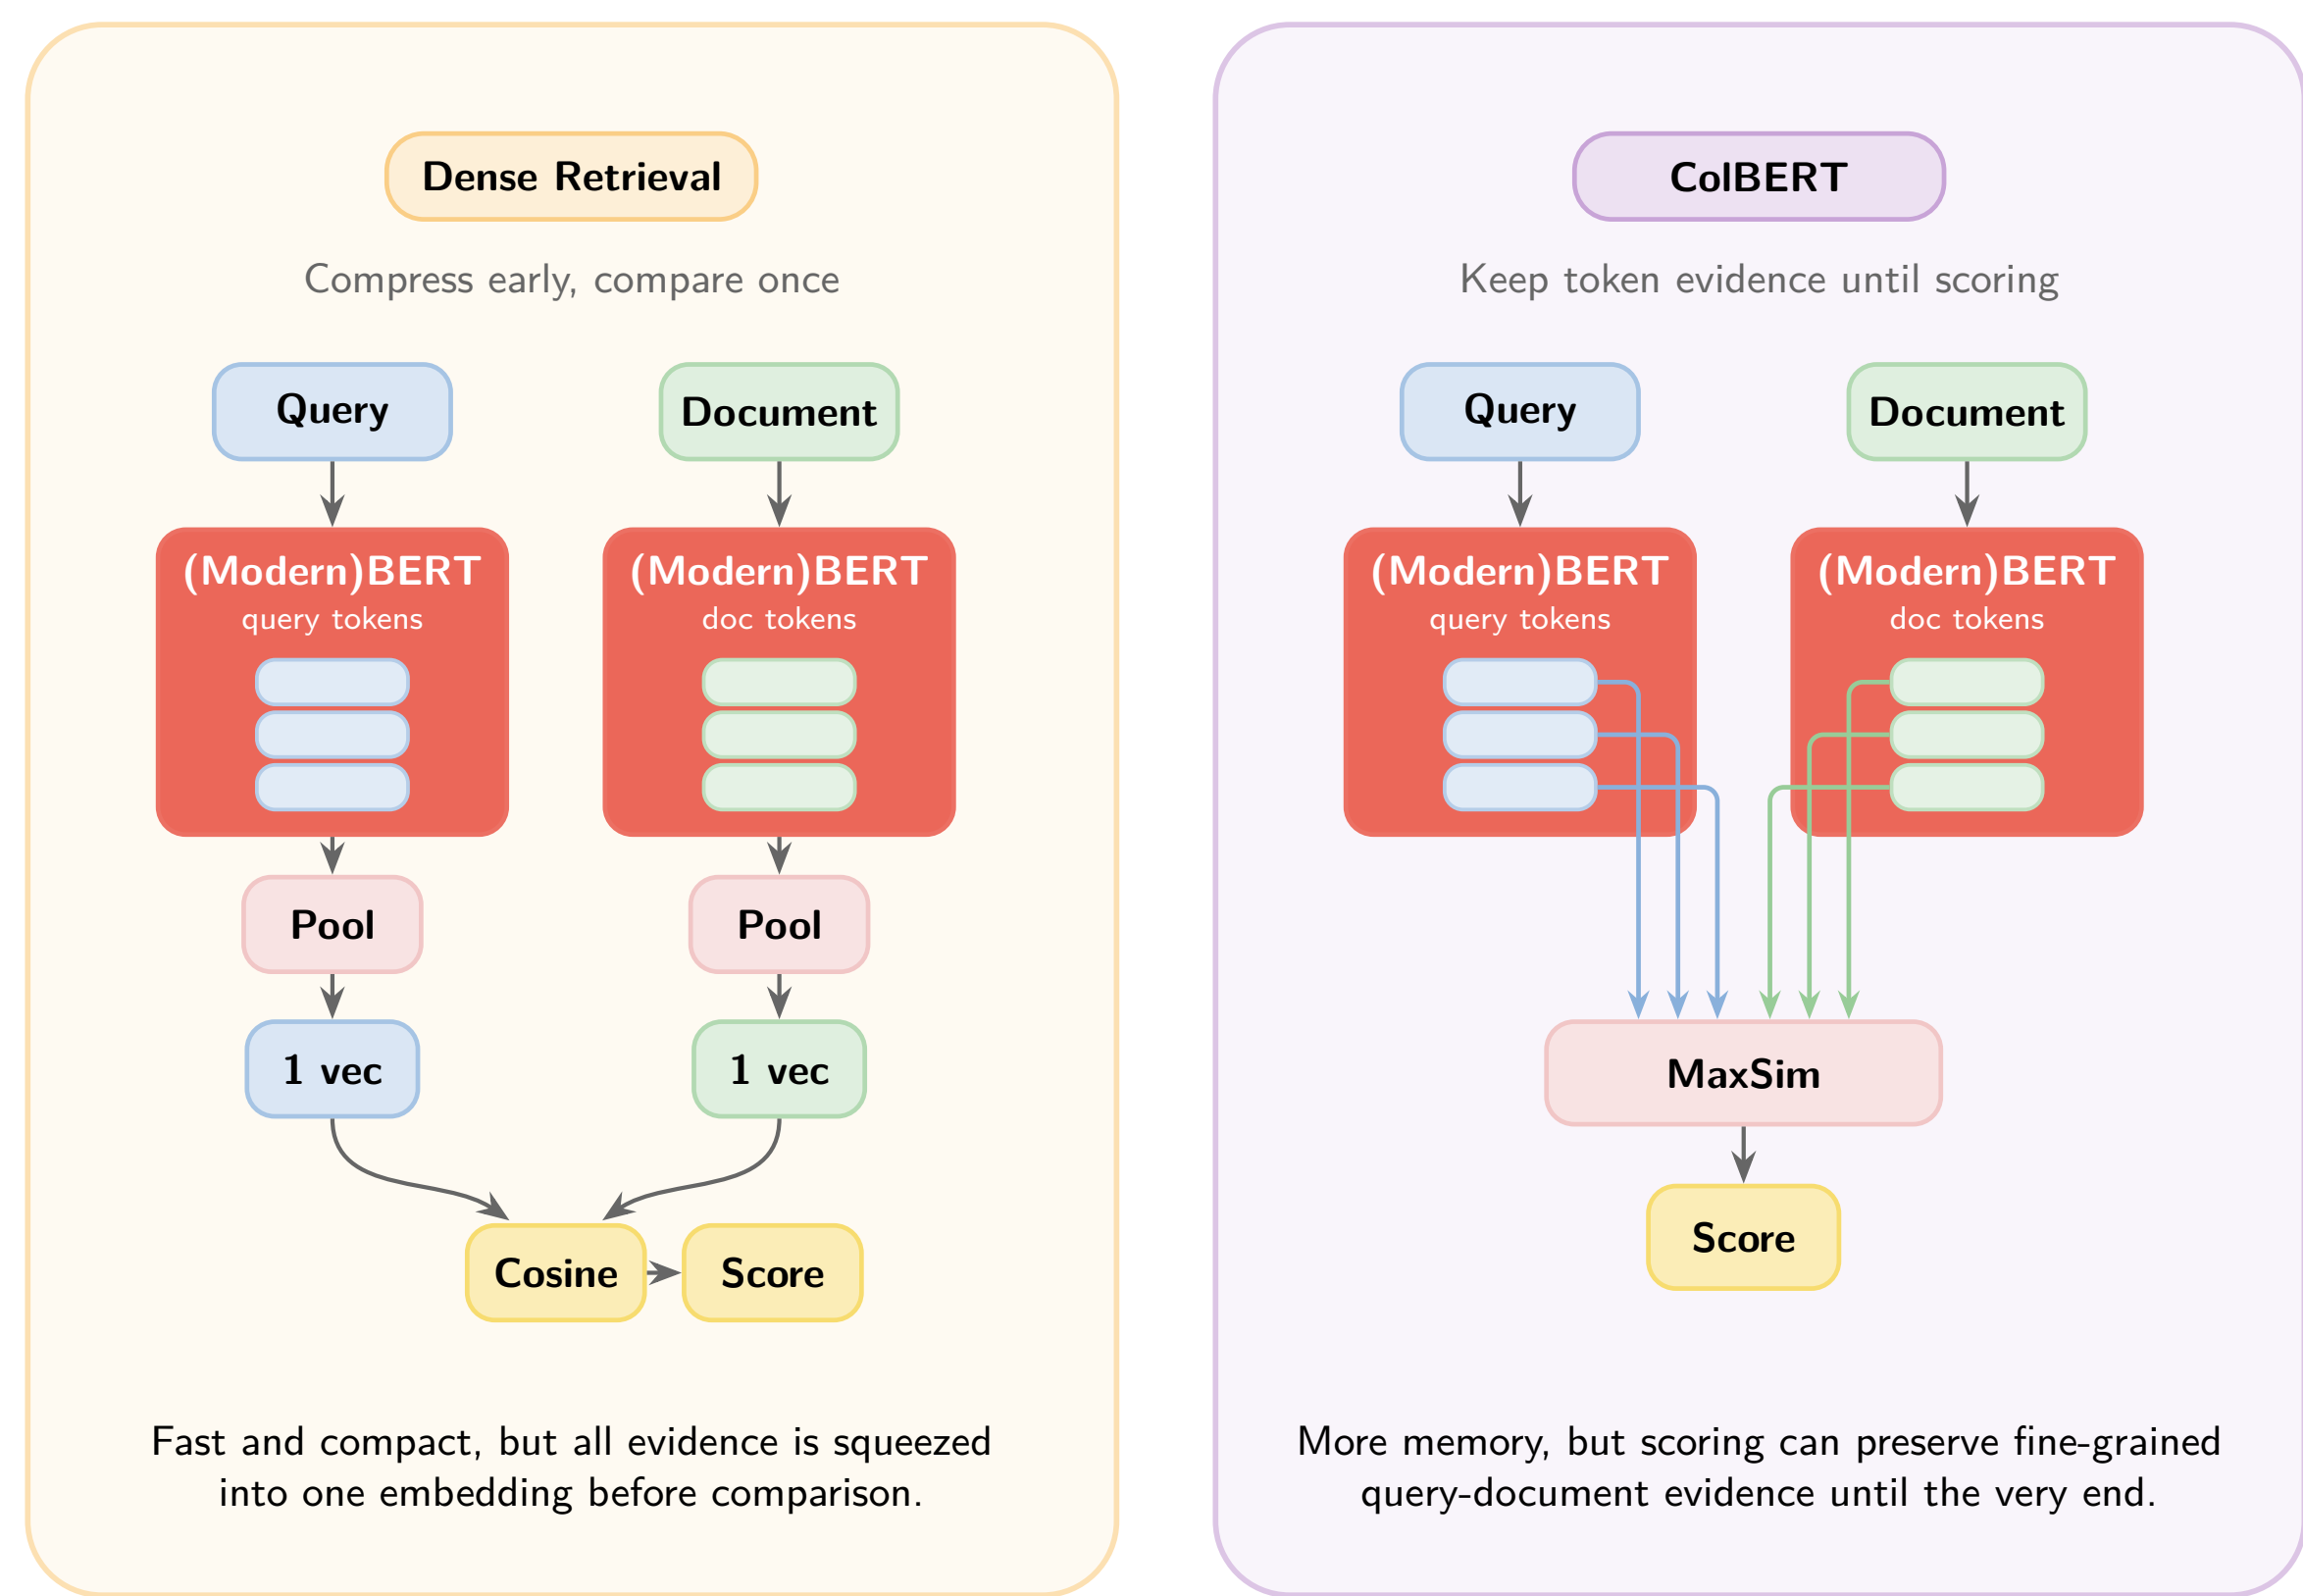 Dense Retrieval
Compress early, compare once
Query
Document
(Modern)BERT
query tokens
(Modern)BERT
doc tokens
Pool
Pool
1 vec
1 vec
Cosine
Score
Fast and compact, but all evidence is squeezed
into one embedding before comparison.
ColBERT
Keep token evidence until scoring
Query
Document
(Modern)BERT
query tokens
(Modern)BERT
doc tokens
MaxSim
Score
More memory, but scoring can preserve fine-grained
query-document evidence until the very end.